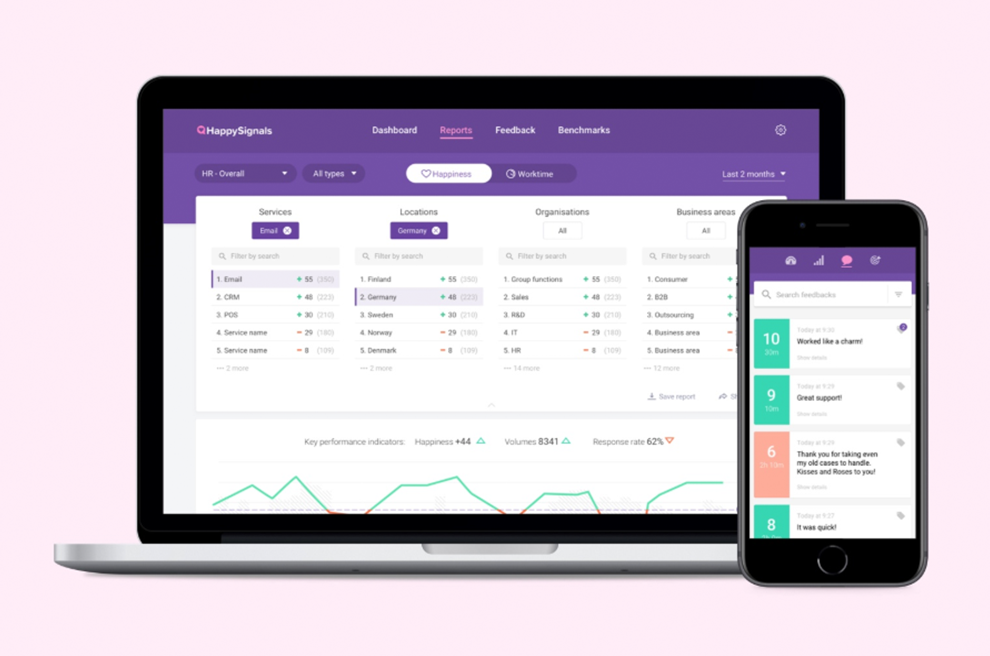 HappySignals
Dashboard Reports Feedback Benchmarks
HR - Overall All types Happiness Worktime Last 2 months
Services Locations Organisations Business areas
Email Germany All All
Filter by search Filter by search Filter by search Filter by search
1. Email + 55 (350) 1. Finland + 55 (350) 1. Group functions + 55 (350) 1. Consumer +
2. CRM + 48 (223) 2. Germany + 48 (223) 2. Sales + 48 (223) 2. B2B +
3. POS + 30 (210) 3. Sweden + 30 (210) 3. R&D + 30 (210) 3. Outsourcing +
4. Service name − 29 (180) 4. Norway − 29 (180) 4. IT − 29 (180) 4. Business area −
5. Service name − 8 (109) 5. Denmark − 8 (109) 5. HR − 8 (109) 5. Business area −
··· 2 more ··· 2 more ··· 14 more ··· 12 more
Save report
Key performance indicators: Happiness +44 Volumes 8341 Response rate 62%
Search feedbacks
10
30m
Today at 9:30
Worked like a charm!
Show details
2
9
10m
Today at 9:29
Great support!
Show details
6
2h 10m
Today at 9:29
Thank you for taking even
my old cases to handle.
Kisses and Roses to you!
Show details
8
Today at 9:27
It was quick!